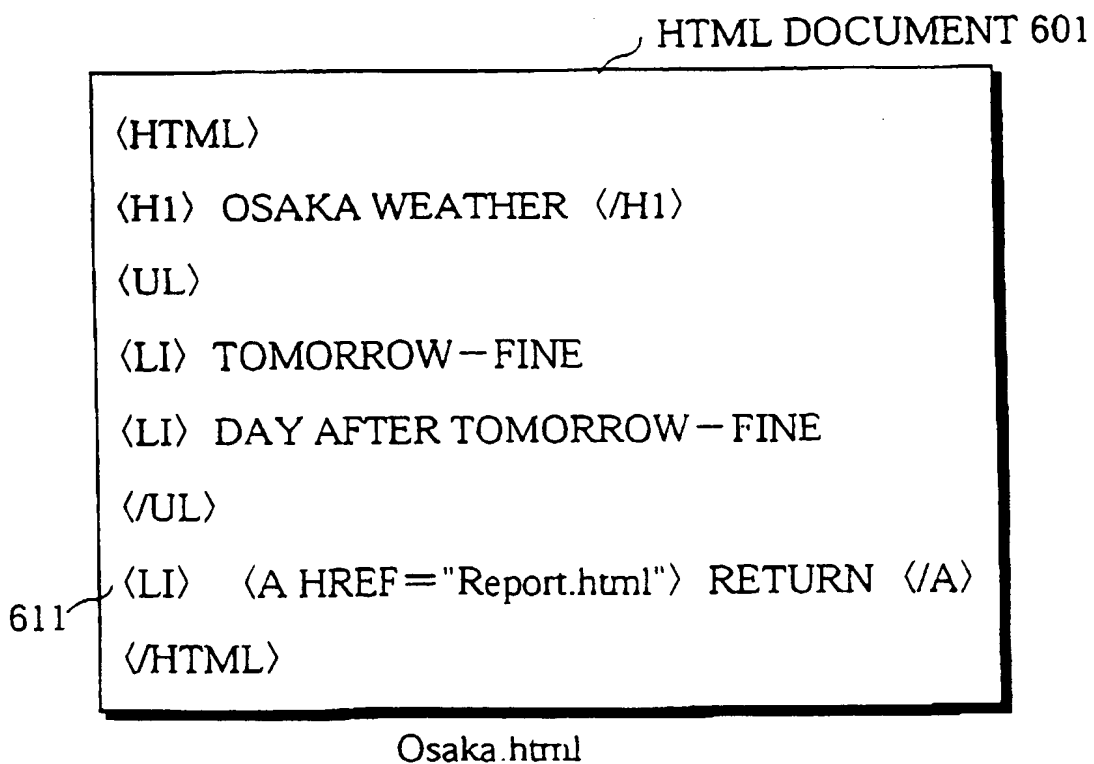 HTML DOCUMENT 601
〈HTML〉
〈H1〉 OSAKA WEATHER 〈/H1〉
〈UL〉
〈LI〉 TOMORROW—FINE
〈LI〉 DAY AFTER TOMORROW—FINE
〈/UL〉
〈LI〉 〈A HREF="Report.html"〉 RETURN 〈/A〉
611
〈/HTML〉
Osaka.html